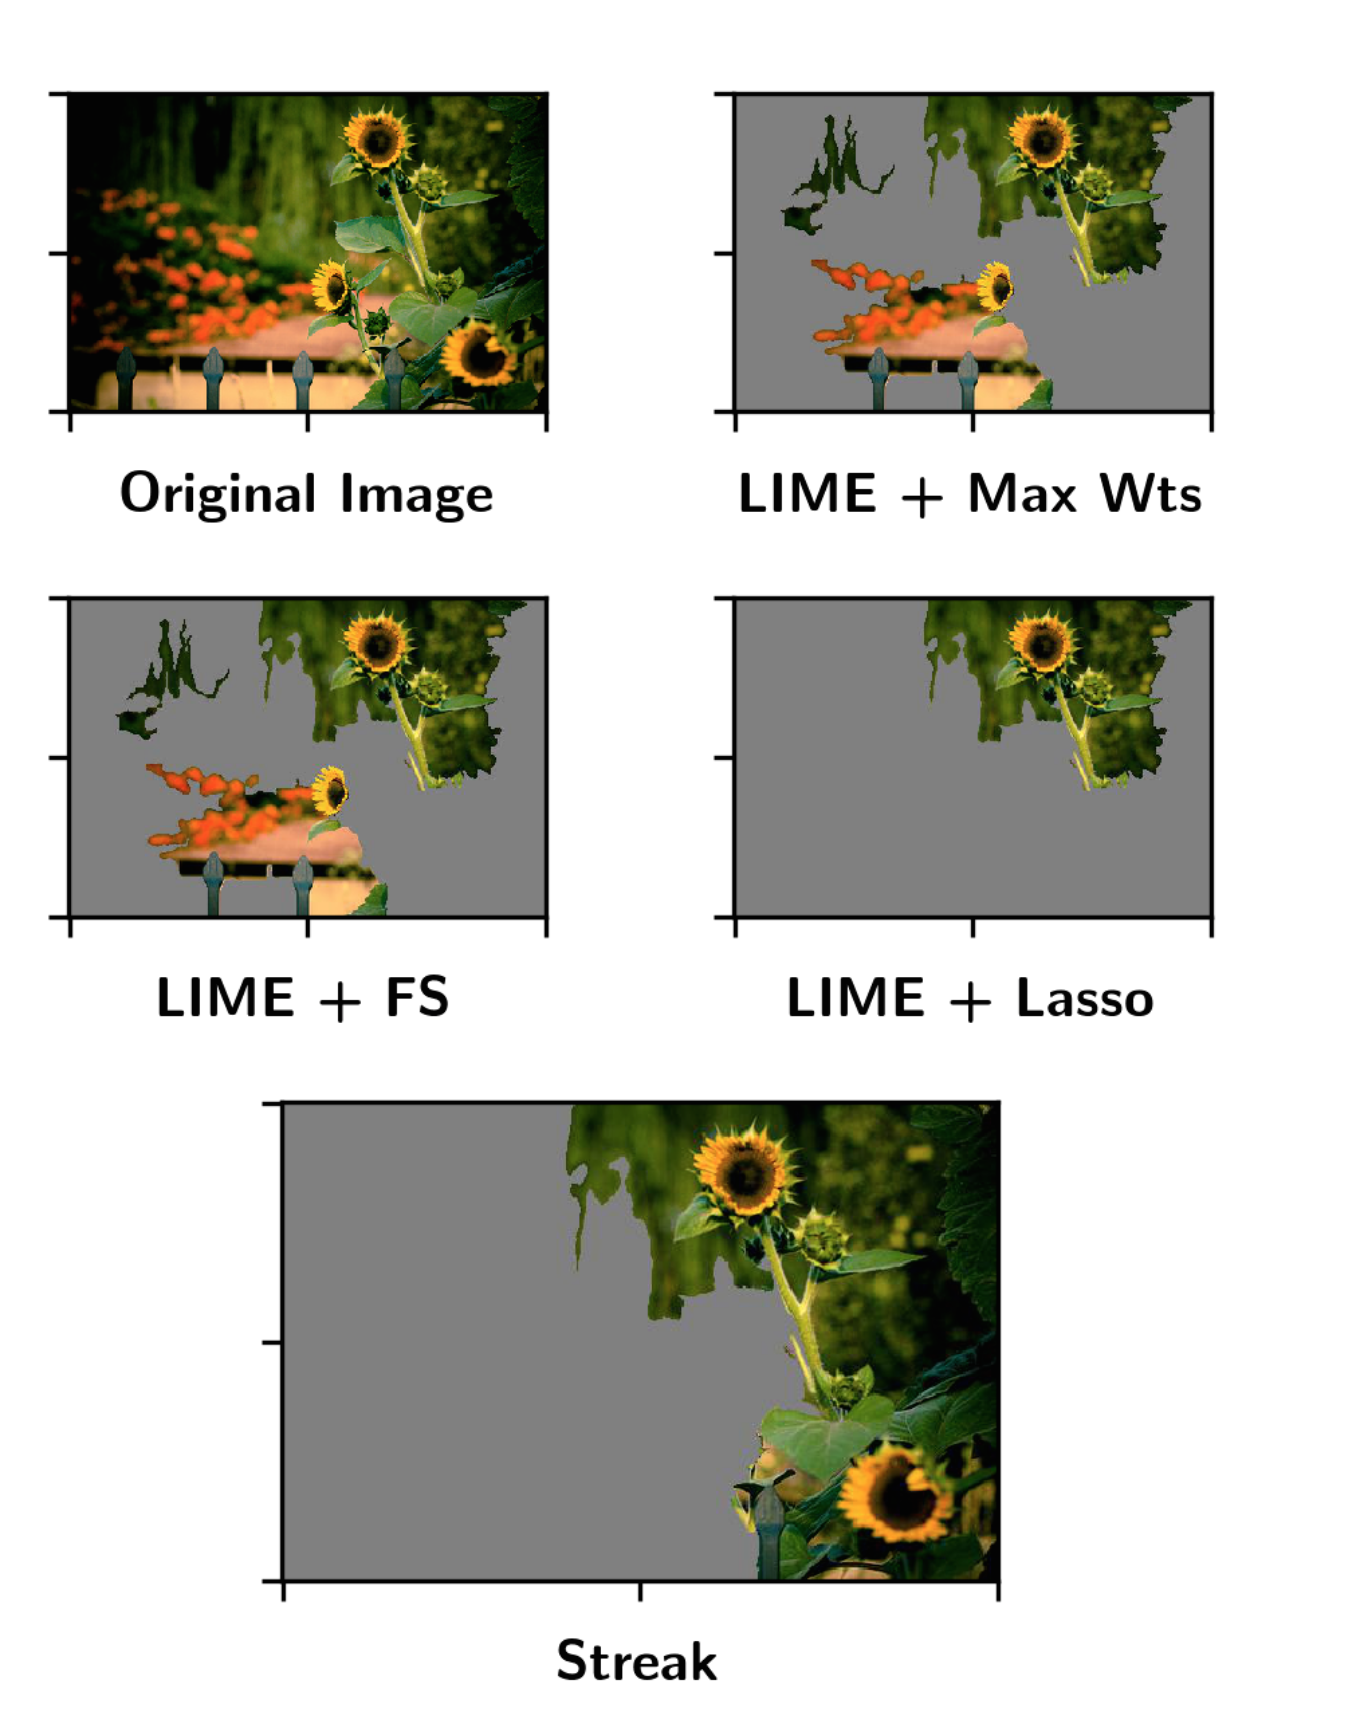 Original Image
LIME + Max Wts
LIME + FS
LIME + Lasso
Streak